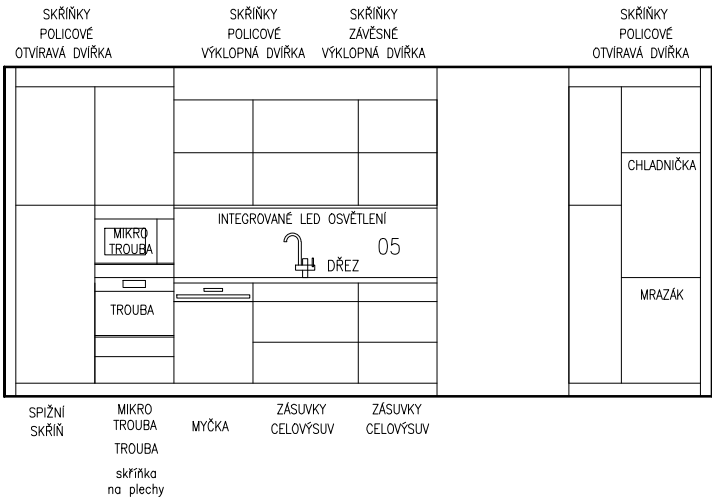 SKŘÍŇKY
POLICOVÉ
OTVÍRAVÁ DVÍŘKA
SKŘÍŇKY
POLICOVÉ
VÝKLOPNÁ DVÍŘKA
SKŘÍŇKY
ZÁVĚSNÉ
VÝKLOPNÁ DVÍŘKA
SKŘÍŇKY
POLICOVÉ
OTVÍRAVÁ DVÍŘKA
CHLADNIČKA
INTEGROVANÉ LED OSVĚTLENÍ
MIKRO
TROUBA
05
DŘEZ
TROUBA
MRAZÁK
SPIŽNÍ
SKŘÍŇ
MIKRO
TROUBA
TROUBA
skříňka
na plechy
MYČKA
ZÁSUVKY
CELOVÝSUV
ZÁSUVKY
CELOVÝSUV